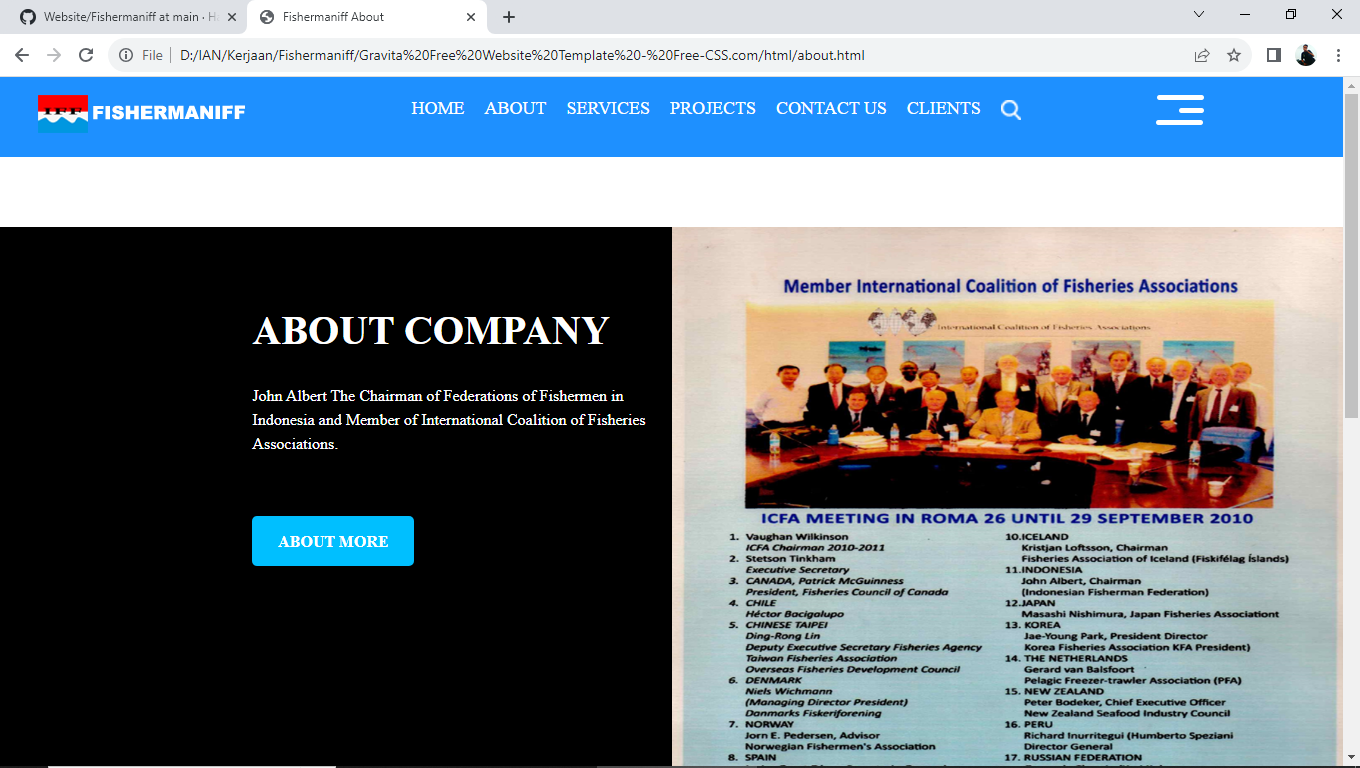 Website/Fishermaniff at main · H
Fishermaniff About
File
D:/IAN/Kerjaan/Fishermaniff/Gravita%20Free%20Website%20Template%20-%20Free-CSS.com/html/about.html
IFF FISHERMANIFF
HOME ABOUT SERVICES PROJECTS CONTACT US CLIENTS
ABOUT COMPANY
John Albert The Chairman of Federations of Fishermen in
Indonesia and Member of International Coalition of Fisheries
Associations.
ABOUT MORE
Member International Coalition of Fisheries Associations
International Coalition of Fisheries Associations
ICFA MEETING IN ROMA 26 UNTIL 29 SEPTEMBER 2010
1. Vaughan Wilkinson
ICFA Chairman 2010-2011
2. Stetson Tinkham
Executive Secretary
3. CANADA, Patrick McGuinness
President, Fisheries Council of Canada
4. CHILE
Héctor Bacigalupo
5. CHINESE TAIPEI
Ding-Rong Lin
Deputy Executive Secretary Fisheries Agency
Taiwan Fisheries Association
Overseas Fisheries Development Council
6. DENMARK
Niels Wichmann
(Managing Director President)
Danmarks Fiskeriforening
7. NORWAY
Jorn E. Pedersen, Advisor
Norwegian Fishermen's Association
8. SPAIN
10.ICELAND
Kristjan Loftsson, Chairman
Fisheries Association of Iceland (Fiskifélag Íslands)
11.INDONESIA
John Albert, Chairman
(Indonesian Fisherman Federation)
12.JAPAN
Masashi Nishimura, Japan Fisheries Associationt
13. KOREA
Jae-Young Park, President Director
Korea Fisheries Association KFA President)
14. THE NETHERLANDS
Gerard van Balsfoort
Pelagic Freezer-trawler Association (PFA)
15. NEW ZEALAND
Peter Bodeker, Chief Executive Officer
New Zealand Seafood Industry Council
16. PERU
Richard Inurritegui (Humberto Speziani
Director General
17. RUSSIAN FEDERATION